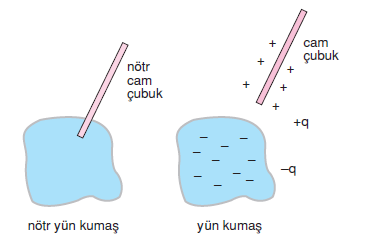 nötr
cam
çubuk
nötr yün kumaş
cam
çubuk
+
+
+
+
+
+
+q
–
–
–
–
–
–
–
–
–
–q
yün kumaş